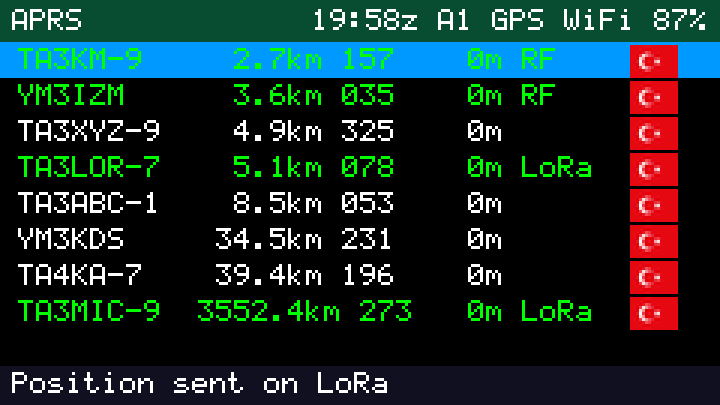 APRS 19:58z A1 GPS WiFi 87%
TA3KM-9 2.7km 157 0m RF
YM3IZM 3.6km 035 0m RF
TA3XYZ-9 4.9km 325 0m
TA3LOR-7 5.1km 078 0m LoRa
TA3ABC-1 8.5km 053 0m
YM3KDS 34.5km 231 0m
TA4KA-7 39.4km 196 0m
TA3MIC-9 3552.4km 273 0m LoRa
Position sent on LoRa